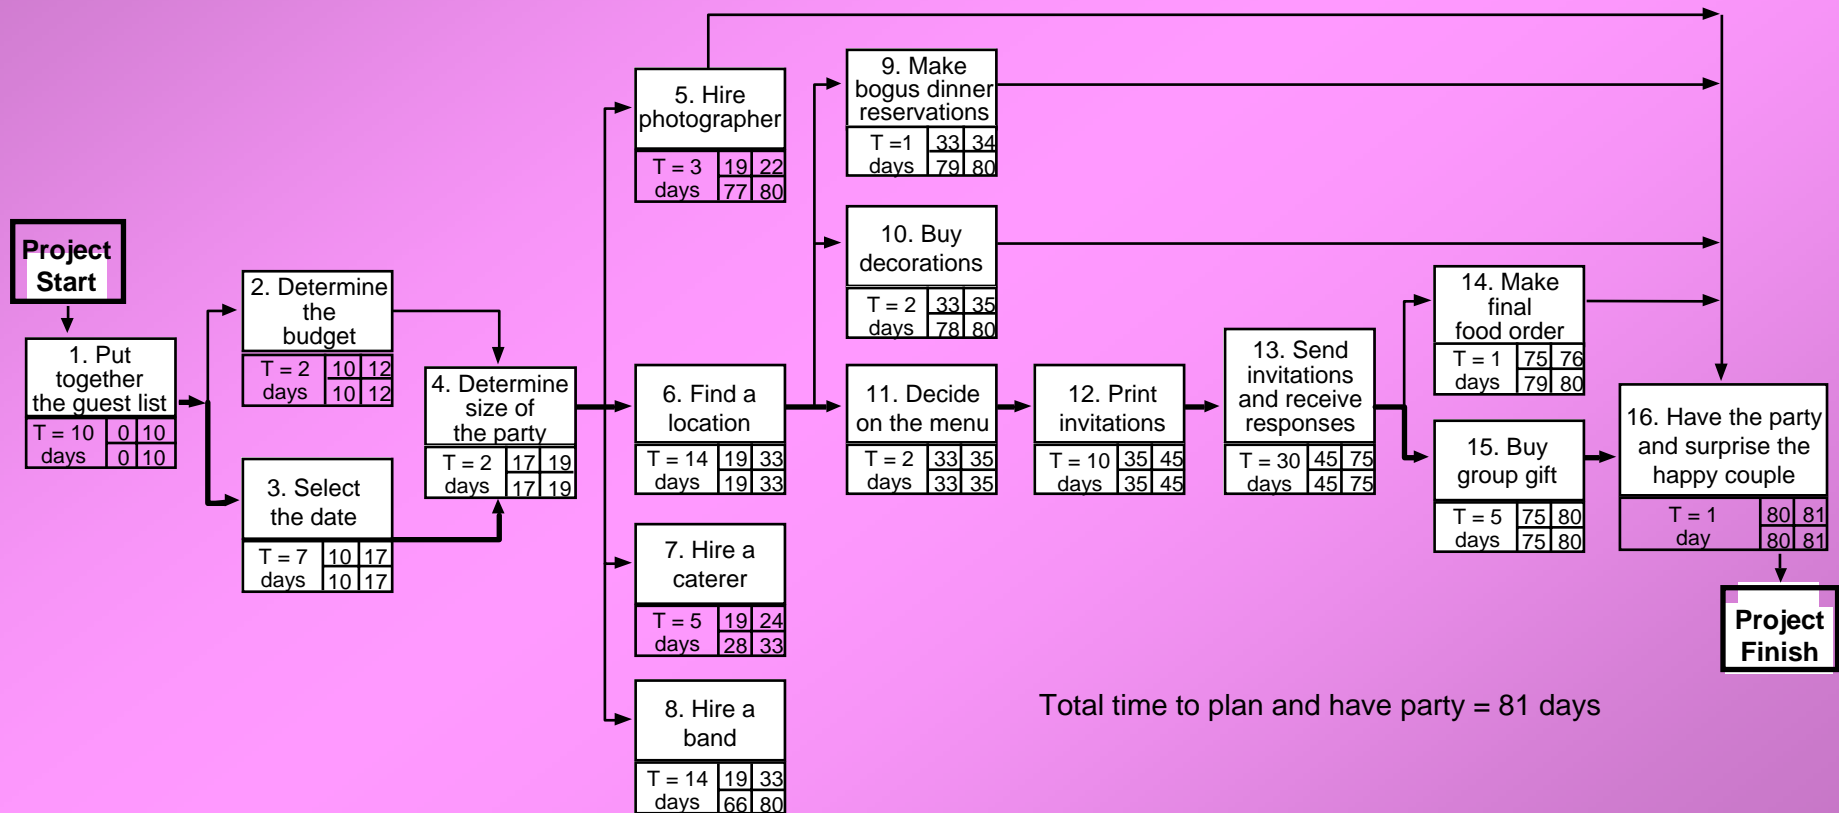 Project
Start
1. Put
together
the guest list
T = 10 0 10
days 0 10
2. Determine
the
budget
T = 2 10 12
days 10 12
3. Select
the date
T = 7 10 17
days 10 17
4. Determine
size of
the party
T = 2 17 19
days 17 19
5. Hire
photographer
T = 3 19 22
days 77 80
6. Find a
location
T = 14 19 33
days 19 33
7. Hire a
caterer
T = 5 19 24
days 28 33
8. Hire a
band
T = 14 19 33
days 66 80
9. Make
bogus dinner
reservations
T =1 33 34
days 79 80
10. Buy
decorations
T = 2 33 35
days 78 80
11. Decide
on the menu
T = 2 33 35
days 33 35
12. Print
invitations
T = 10 35 45
days 35 45
13. Send
invitations
and receive
responses
T = 30 45 75
days 45 75
14. Make
final
food order
T = 1 75 76
days 79 80
15. Buy
group gift
T = 5 75 80
days 75 80
16. Have the party
and surprise the
happy couple
T = 1 80 81
day 80 81
Project
Finish
Total time to plan and have party = 81 days